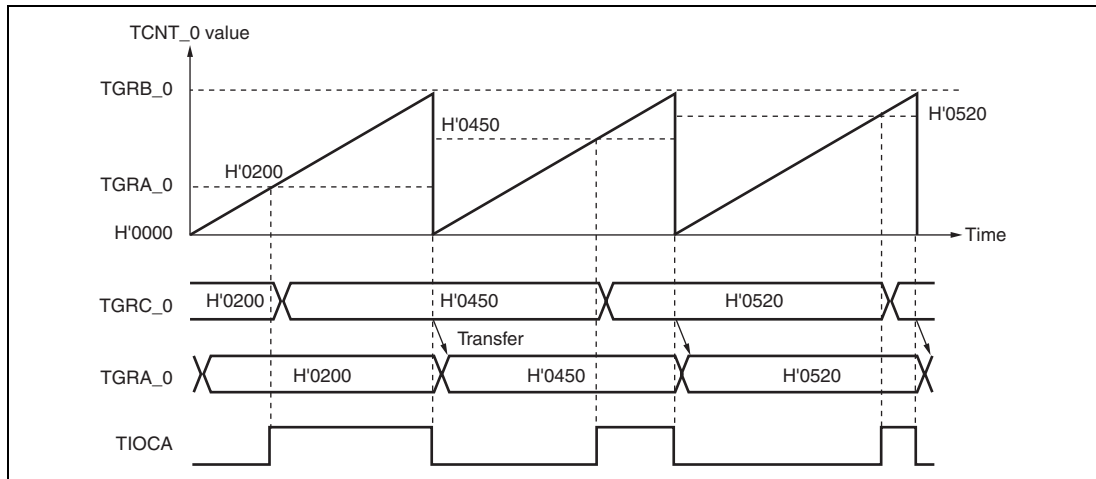 TCNT_0 value
TGRB_0
H'0520
H'0450
H'0200
TGRA_0
H'0000
Time
TGRC_0
H'0200
H'0450
H'0520
Transfer
TGRA_0
H'0200
H'0450
H'0520
TIOCA